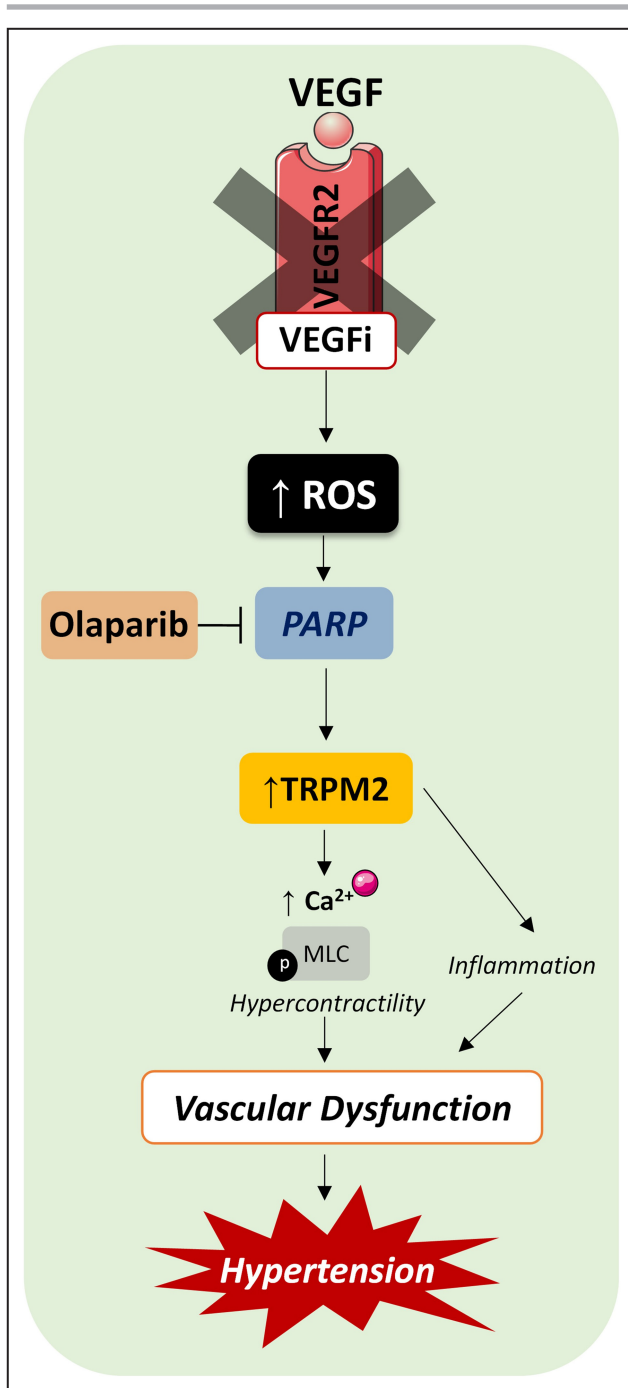 VEGF
VEGFR2
VEGFi
↑ ROS
Olaparib
PARP
↑TRPM2
↑ Ca²⁺
P
MLC
Inflammation
Hypercontractility
Vascular Dysfunction
Hypertension